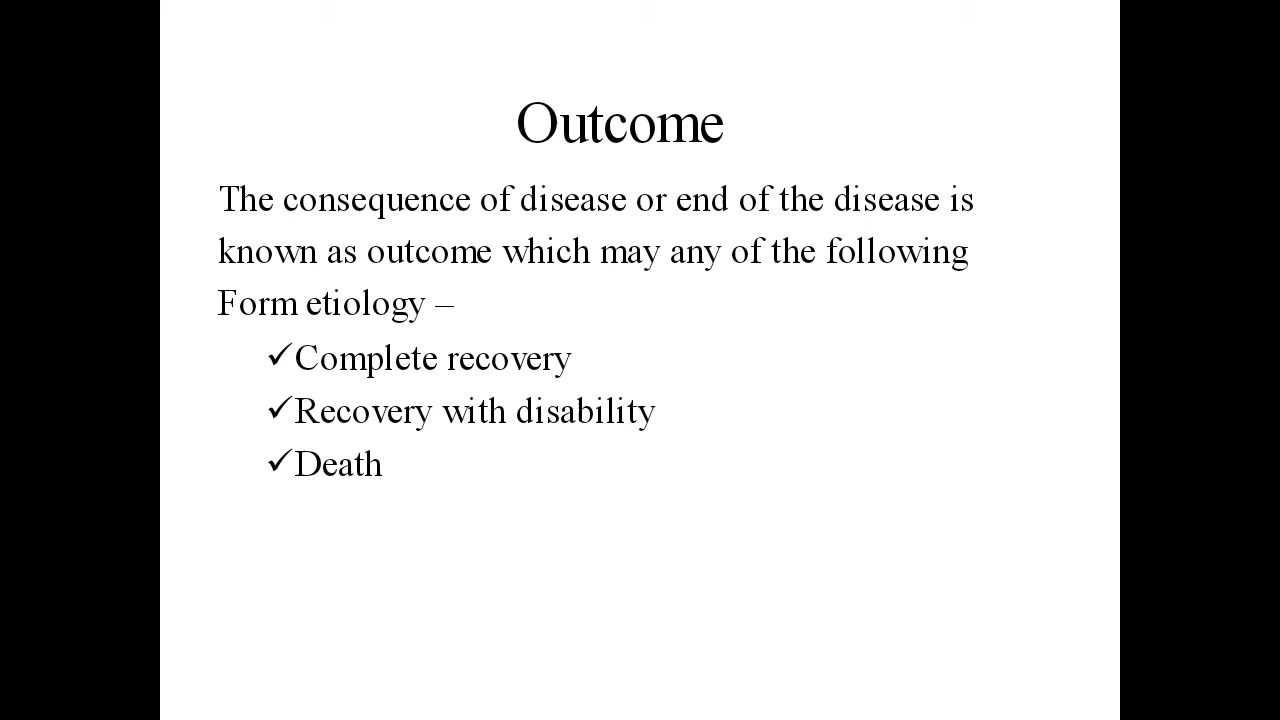 Outcome
The consequence of disease or end of the disease is
known as outcome which may any of the following
Form etiology –
✓Complete recovery
✓Recovery with disability
✓Death